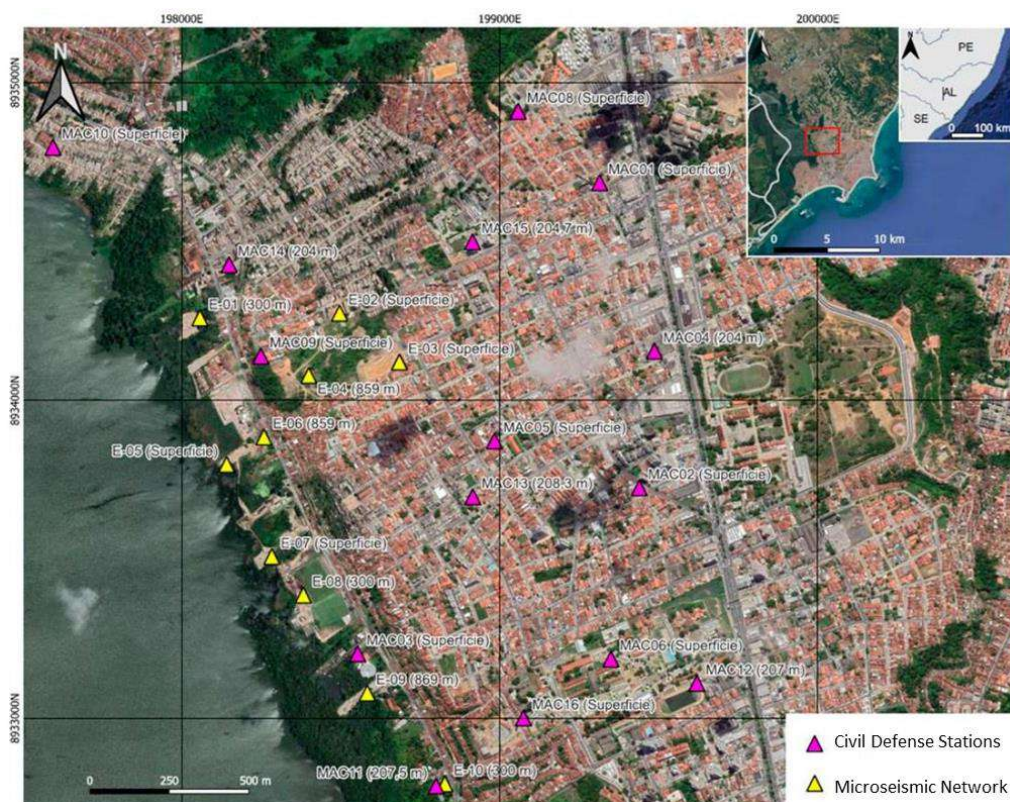 198000E
199000E
200000E
8935000N
8934000N
8933000N
N
MAC10 (Superfície)
MAC08 (Superfície)
MAC01 (Superfície)
MAC15 (204,7 m)
MAC14 (204 m)
E-01 (300 m)
E-02 (Superfície)
MAC09 (Superfície)
E-03 (Superfície)
E-04 (859 m)
MAC04 (204 m)
E-06 (859 m)
E-05 (Superfície)
MAC05 (Superfície)
MAC02 (Superfície)
MAC13 (208,3 m)
E-07 (Superfície)
E-08 (300 m)
MAC03 (Superfície)
MAC06 (Superfície)
E-09 (869 m)
MAC12 (207 m)
MAC16 (Superfície)
MAC11 (207,5 m)
E-10 (300 m)
0 250 500 m
N
0 5 10 km
N
PE
AL
SE
0 100 km
Civil Defense Stations
Microseismic Network